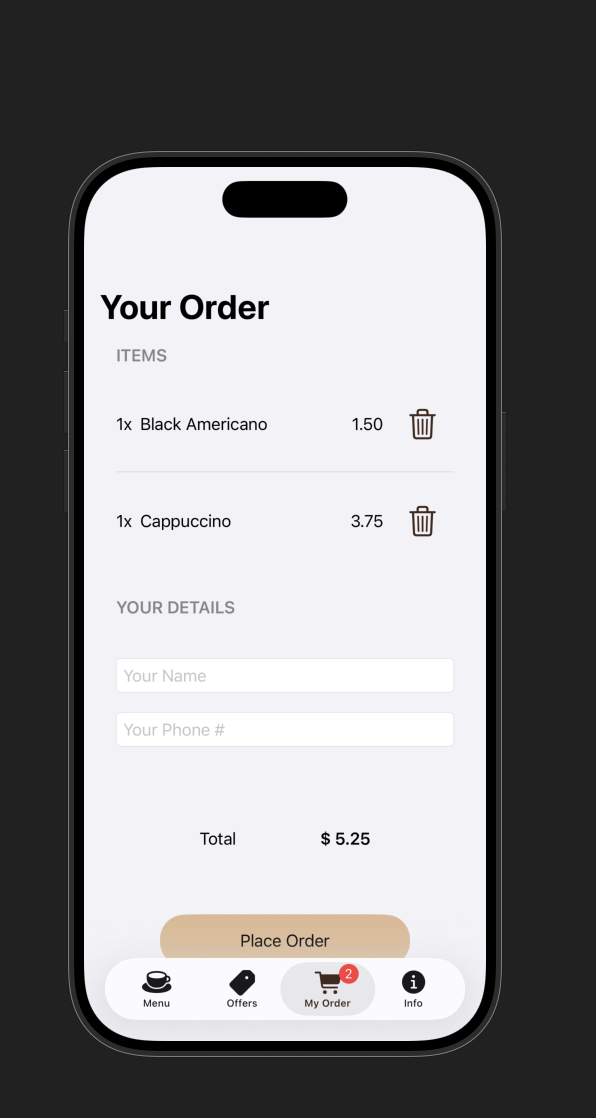 Your Order
ITEMS
1x Black Americano 1.50
1x Cappuccino 3.75
YOUR DETAILS
Your Name
Your Phone #
Total $ 5.25
Place Order
2
Menu Offers My Order Info